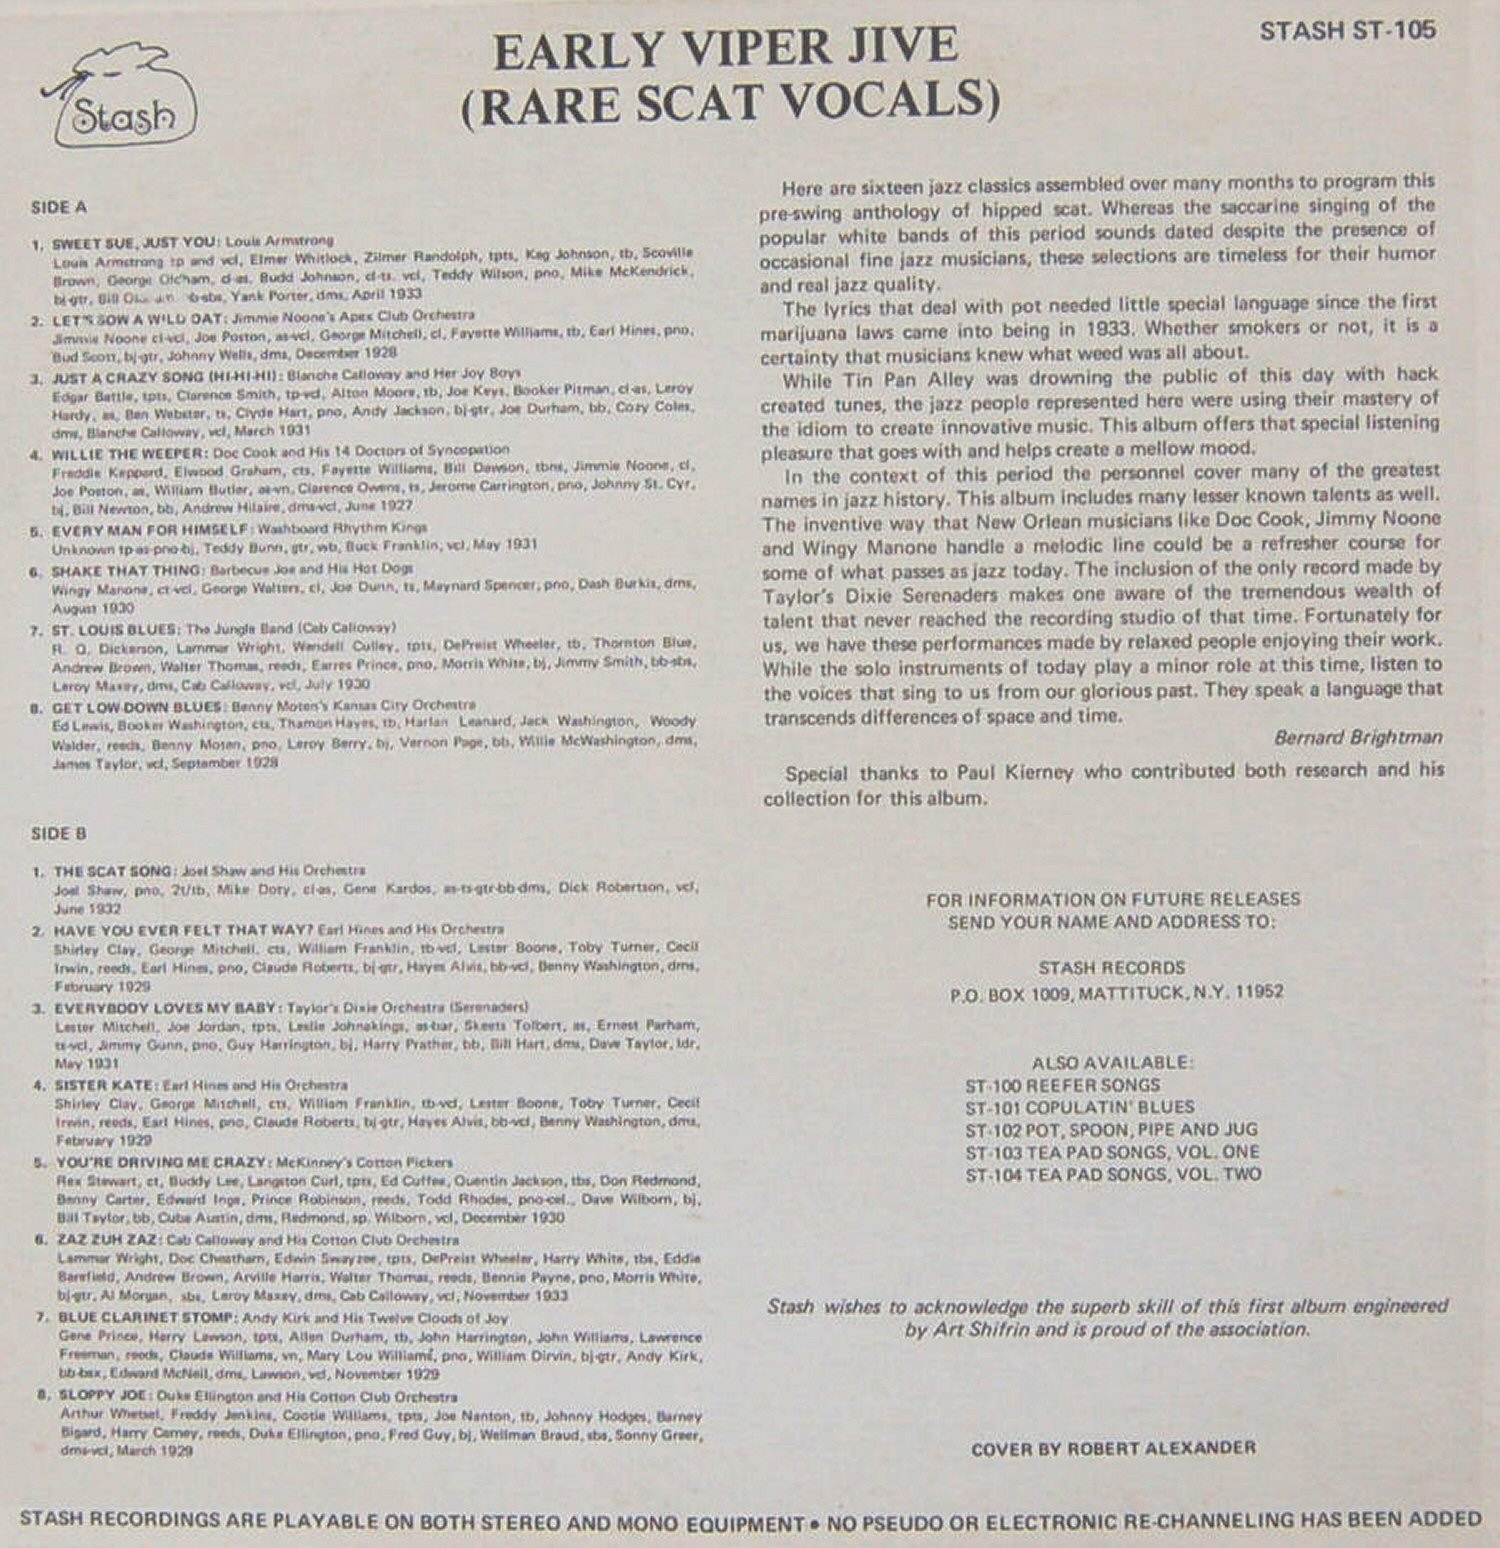 EARLY VIPER JIVE
(RARE SCAT VOCALS)
STASH ST-105
Stash
SIDE A
1. SWEET SUE, JUST YOU: Louis Armstrong
Louis Armstrong tp and vcl, Elmer Whitlock, Zilmer Randolph, tpts, Keg Johnson, tb, Scoville
Brown, George Oldham, cl-as, Budd Johnson, cl-ts, vcl, Teddy Wilson, pno, Mike McKendrick,
bj-gtr, Bill bb-sbs, Yank Porter, dms, April 1933
2. LET'S SOW A WILD OAT: Jimmie Noone's Apex Club Orchestra
Jimmie Noone cl-vcl, Joe Poston, as-vcl, George Mitchell, cl, Fayette Williams, tb, Earl Hines, pno,
Bud Scott, bj-gtr, Johnny Wells, dms, December 1928
3. JUST A CRAZY SONG (HI-HI-HI): Blanche Calloway and Her Joy Boys
Edgar Battle, tpts, Clarence Smith, tp-vcl, Alton Moore, tb, Joe Keys, Booker Pitman, cl-as, Leroy
Hardy, as, Ben Webster, ts, Clyde Hart, pno, Andy Jackson, bj-gtr, Joe Durham, bb, Cozy Coles,
dms, Blanche Calloway, vcl, March 1931
4. WILLIE THE WEEPER: Doc Cook and His 14 Doctors of Syncopation
Freddie Keppard, Elwood Graham, cts, Fayette Williams, Bill Dawson, tbns, Jimmie Noone, cl,
Joe Poston, as, William Butler, as-vn, Clarence Owens, ts, Jerome Carrington, pno, Johnny St. Cyr,
bj, Bill Newton, bb, Andrew Hilaire, dms-vcl, June 1927
5. EVERY MAN FOR HIMSELF: Washboard Rhythm Kings
Unknown tp-as-pno-bj, Teddy Bunn, gtr, wb, Buck Franklin, vcl, May 1931
6. SHAKE THAT THING: Barbecue Joe and His Hot Dogs
Wingy Manone, ct-vcl, George Walters, cl, Joe Dunn, ts, Maynard Spencer, pno, Dash Burkis, dms,
August 1930
7. ST. LOUIS BLUES: The Jungle Band (Cab Calloway)
R. Q. Dickerson, Lammar Wright, Wendell Culley, tpts, DePreist Wheeler, tb, Thornton Blue,
Andrew Brown, Walter Thomas, reeds, Earres Prince, pno, Morris White, bj, Jimmy Smith, bb-sbs,
Leroy Maxey, dms, Cab Calloway, vcl, July 1930
8. GET LOW-DOWN BLUES: Benny Moten's Kansas City Orchestra
Ed Lewis, Booker Washington, cts, Thamon Hayes, tb, Harlan Leanard, Jack Washington, Woody
Walder, reeds, Benny Moten, pno, Leroy Berry, bj, Vernon Page, bb, Willie McWashington, dms,
James Taylor, vcl, September 1928
SIDE B
1. THE SCAT SONG: Joel Shaw and His Orchestra
Joel Shaw, pno, 2t/tb, Mike Doty, cl-as, Gene Kardos, as-ts-gtr-bb-dms, Dick Robertson, vcl,
June 1932
2. HAVE YOU EVER FELT THAT WAY? Earl Hines and His Orchestra
Shirley Clay, George Mitchell, cts, William Franklin, tb-vcl, Lester Boone, Toby Turner, Cecil
Irwin, reeds, Earl Hines, pno, Claude Roberts, bj-gtr, Hayes Alvis, bb-vcl, Benny Washington, dms,
February 1929
3. EVERYBODY LOVES MY BABY: Taylor's Dixie Orchestra (Serenaders)
Lester Mitchell, Joe Jordan, tpts, Leslie Johnakings, as-bar, Skeets Tolbert, as, Ernest Parham,
ts-vcl, Jimmy Gunn, pno, Guy Harrington, bj, Harry Prather, bb, Bill Hart, dms, Dave Taylor, ldr,
May 1931
4. SISTER KATE: Earl Hines and His Orchestra
Shirley Clay, George Mitchell, cts, William Franklin, tb-vcl, Lester Boone, Toby Turner, Cecil
Irwin, reeds, Earl Hines, pno, Claude Roberts, bj-gtr, Hayes Alvis, bb-vcl, Benny Washington, dms,
February 1929
5. YOU'RE DRIVING ME CRAZY: McKinney's Cotton Pickers
Rex Stewart, ct, Buddy Lee, Langston Curl, tpts, Ed Cuffee, Quentin Jackson, tbs, Don Redmond,
Benny Carter, Edward Inge, Prince Robinson, reeds, Todd Rhodes, pno-cel., Dave Wilborn, bj,
Bill Taylor, bb, Cuba Austin, dms, Redmond, sp. Wilborn, vcl, December 1930
6. ZAZ ZUH ZAZ: Cab Calloway and His Cotton Club Orchestra
Lammar Wright, Doc Cheatham, Edwin Swayzee, tpts, DePreist Wheeler, Harry White, tbs, Eddie
Barefield, Andrew Brown, Arville Harris, Walter Thomas, reeds, Bennie Payne, pno, Morris White,
bj-gtr, Al Morgan, sbs, Leroy Maxey, dms, Cab Calloway, vcl, November 1933
7. BLUE CLARINET STOMP: Andy Kirk and His Twelve Clouds of Joy
Gene Prince, Harry Lawson, tpts, Allen Durham, tb, John Harrington, John Williams, Lawrence
Freeman, reeds, Claude Williams, vn, Mary Lou Williams, pno, William Dirvin, bj-gtr, Andy Kirk,
bb-bsx, Edward McNeil, dms, Lawson, vcl, November 1929
8. SLOPPY JOE: Duke Ellington and His Cotton Club Orchestra
Arthur Whetsel, Freddy Jenkins, Cootie Williams, tpts, Joe Nanton, tb, Johnny Hodges, Barney
Bigard, Harry Carney, reeds, Duke Ellington, pno, Fred Guy, bj, Wellman Braud, sbs, Sonny Greer,
dms-vcl, March 1929
Here are sixteen jazz classics assembled over many months to program this
pre-swing anthology of hipped scat. Whereas the saccarine singing of the
popular white bands of this period sounds dated despite the presence of
occasional fine jazz musicians, these selections are timeless for their humor
and real jazz quality.
The lyrics that deal with pot needed little special language since the first
marijuana laws came into being in 1933. Whether smokers or not, it is a
certainty that musicians knew what weed was all about.
While Tin Pan Alley was drowning the public of this day with hack
created tunes, the jazz people represented here were using their mastery of
the idiom to create innovative music. This album offers that special listening
pleasure that goes with and helps create a mellow mood.
In the context of this period the personnel cover many of the greatest
names in jazz history. This album includes many lesser known talents as well.
The inventive way that New Orlean musicians like Doc Cook, Jimmy Noone
and Wingy Manone handle a melodic line could be a refresher course for
some of what passes as jazz today. The inclusion of the only record made by
Taylor's Dixie Serenaders makes one aware of the tremendous wealth of
talent that never reached the recording studio of that time. Fortunately for
us, we have these performances made by relaxed people enjoying their work.
While the solo instruments of today play a minor role at this time, listen to
the voices that sing to us from our glorious past. They speak a language that
transcends differences of space and time.
Bernard Brightman
Special thanks to Paul Kierney who contributed both research and his
collection for this album.
FOR INFORMATION ON FUTURE RELEASES
SEND YOUR NAME AND ADDRESS TO:
STASH RECORDS
P.O. BOX 1009, MATTITUCK, N.Y. 11952
ALSO AVAILABLE:
ST-100 REEFER SONGS
ST-101 COPULATIN' BLUES
ST-102 POT, SPOON, PIPE AND JUG
ST-103 TEA PAD SONGS, VOL. ONE
ST-104 TEA PAD SONGS, VOL. TWO
Stash wishes to acknowledge the superb skill of this first album engineered
by Art Shifrin and is proud of the association.
COVER BY ROBERT ALEXANDER
STASH RECORDINGS ARE PLAYABLE ON BOTH STEREO AND MONO EQUIPMENT • NO PSEUDO OR ELECTRONIC RE-CHANNELING HAS BEEN ADDED